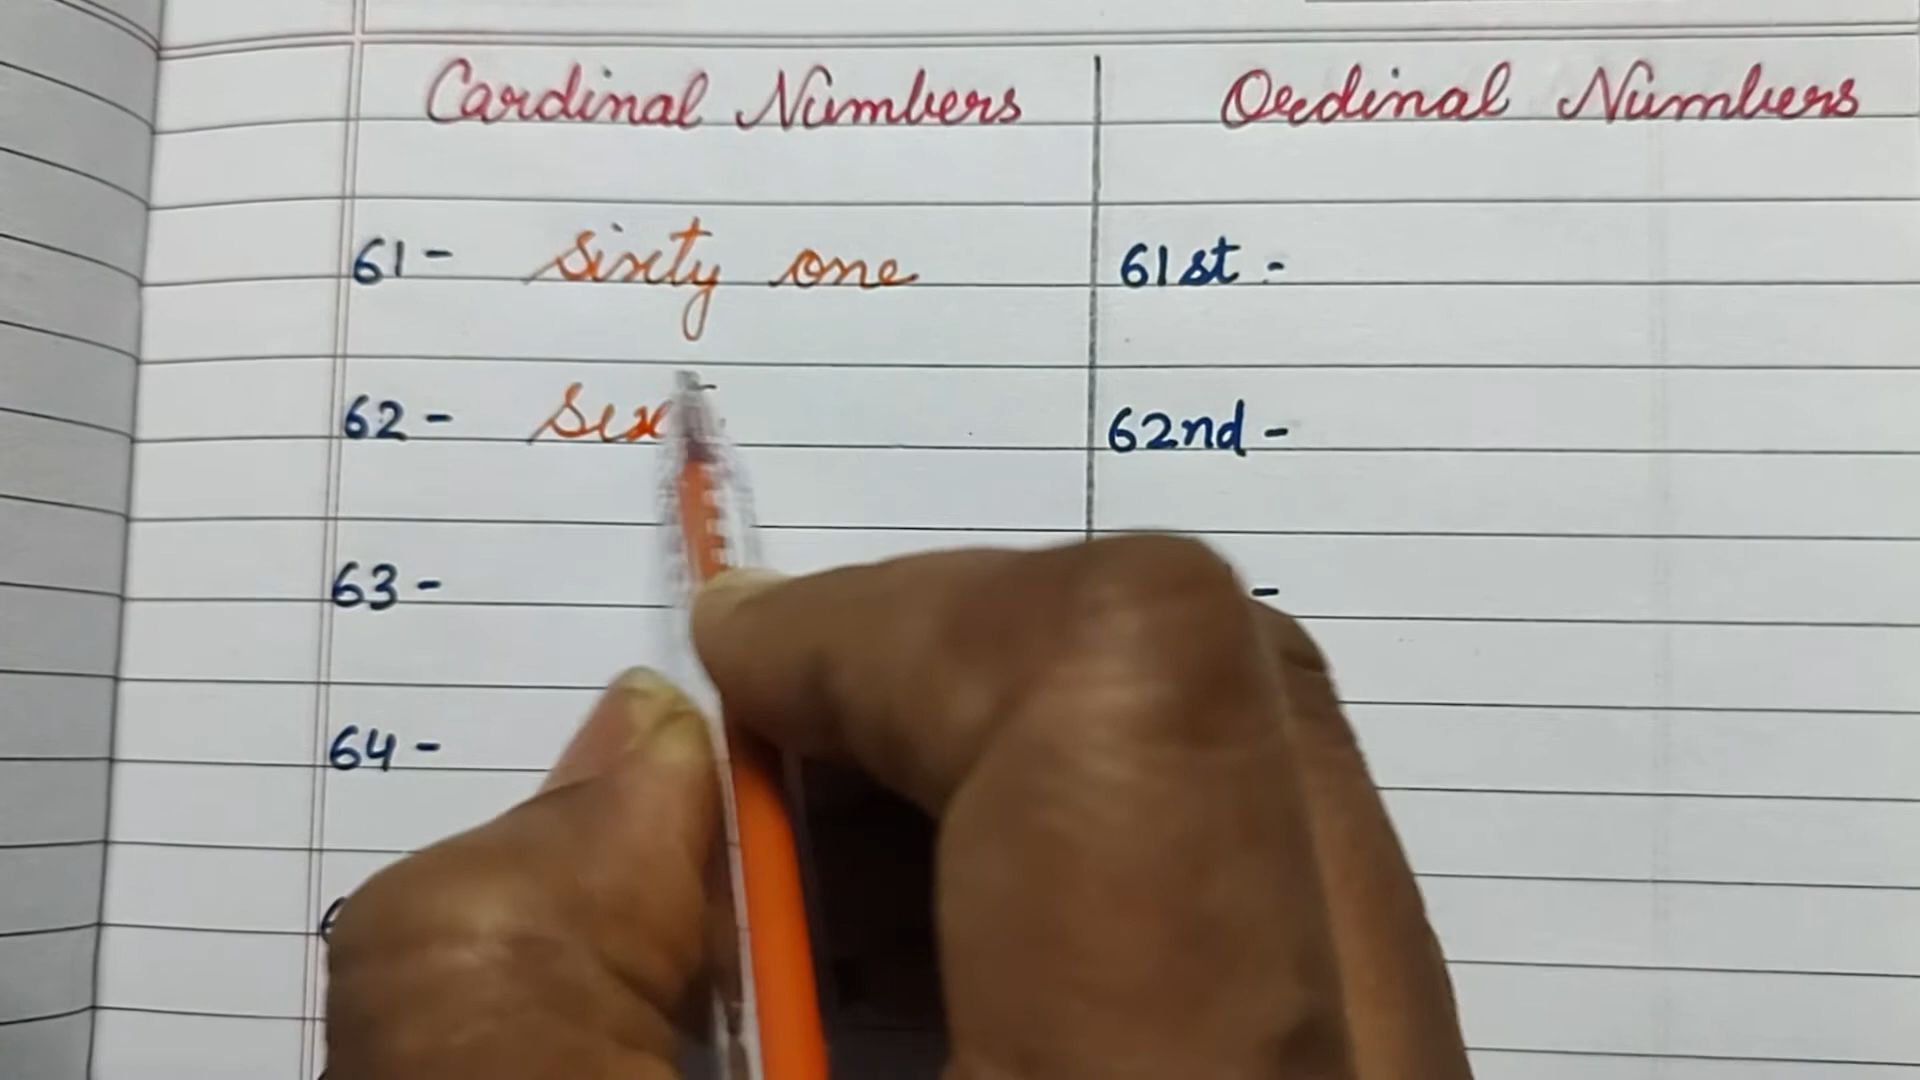 Cardinal Numbers Ordinal Numbers
61 - sixty one 61st -
62 - six 62nd -
63 - -
64 -